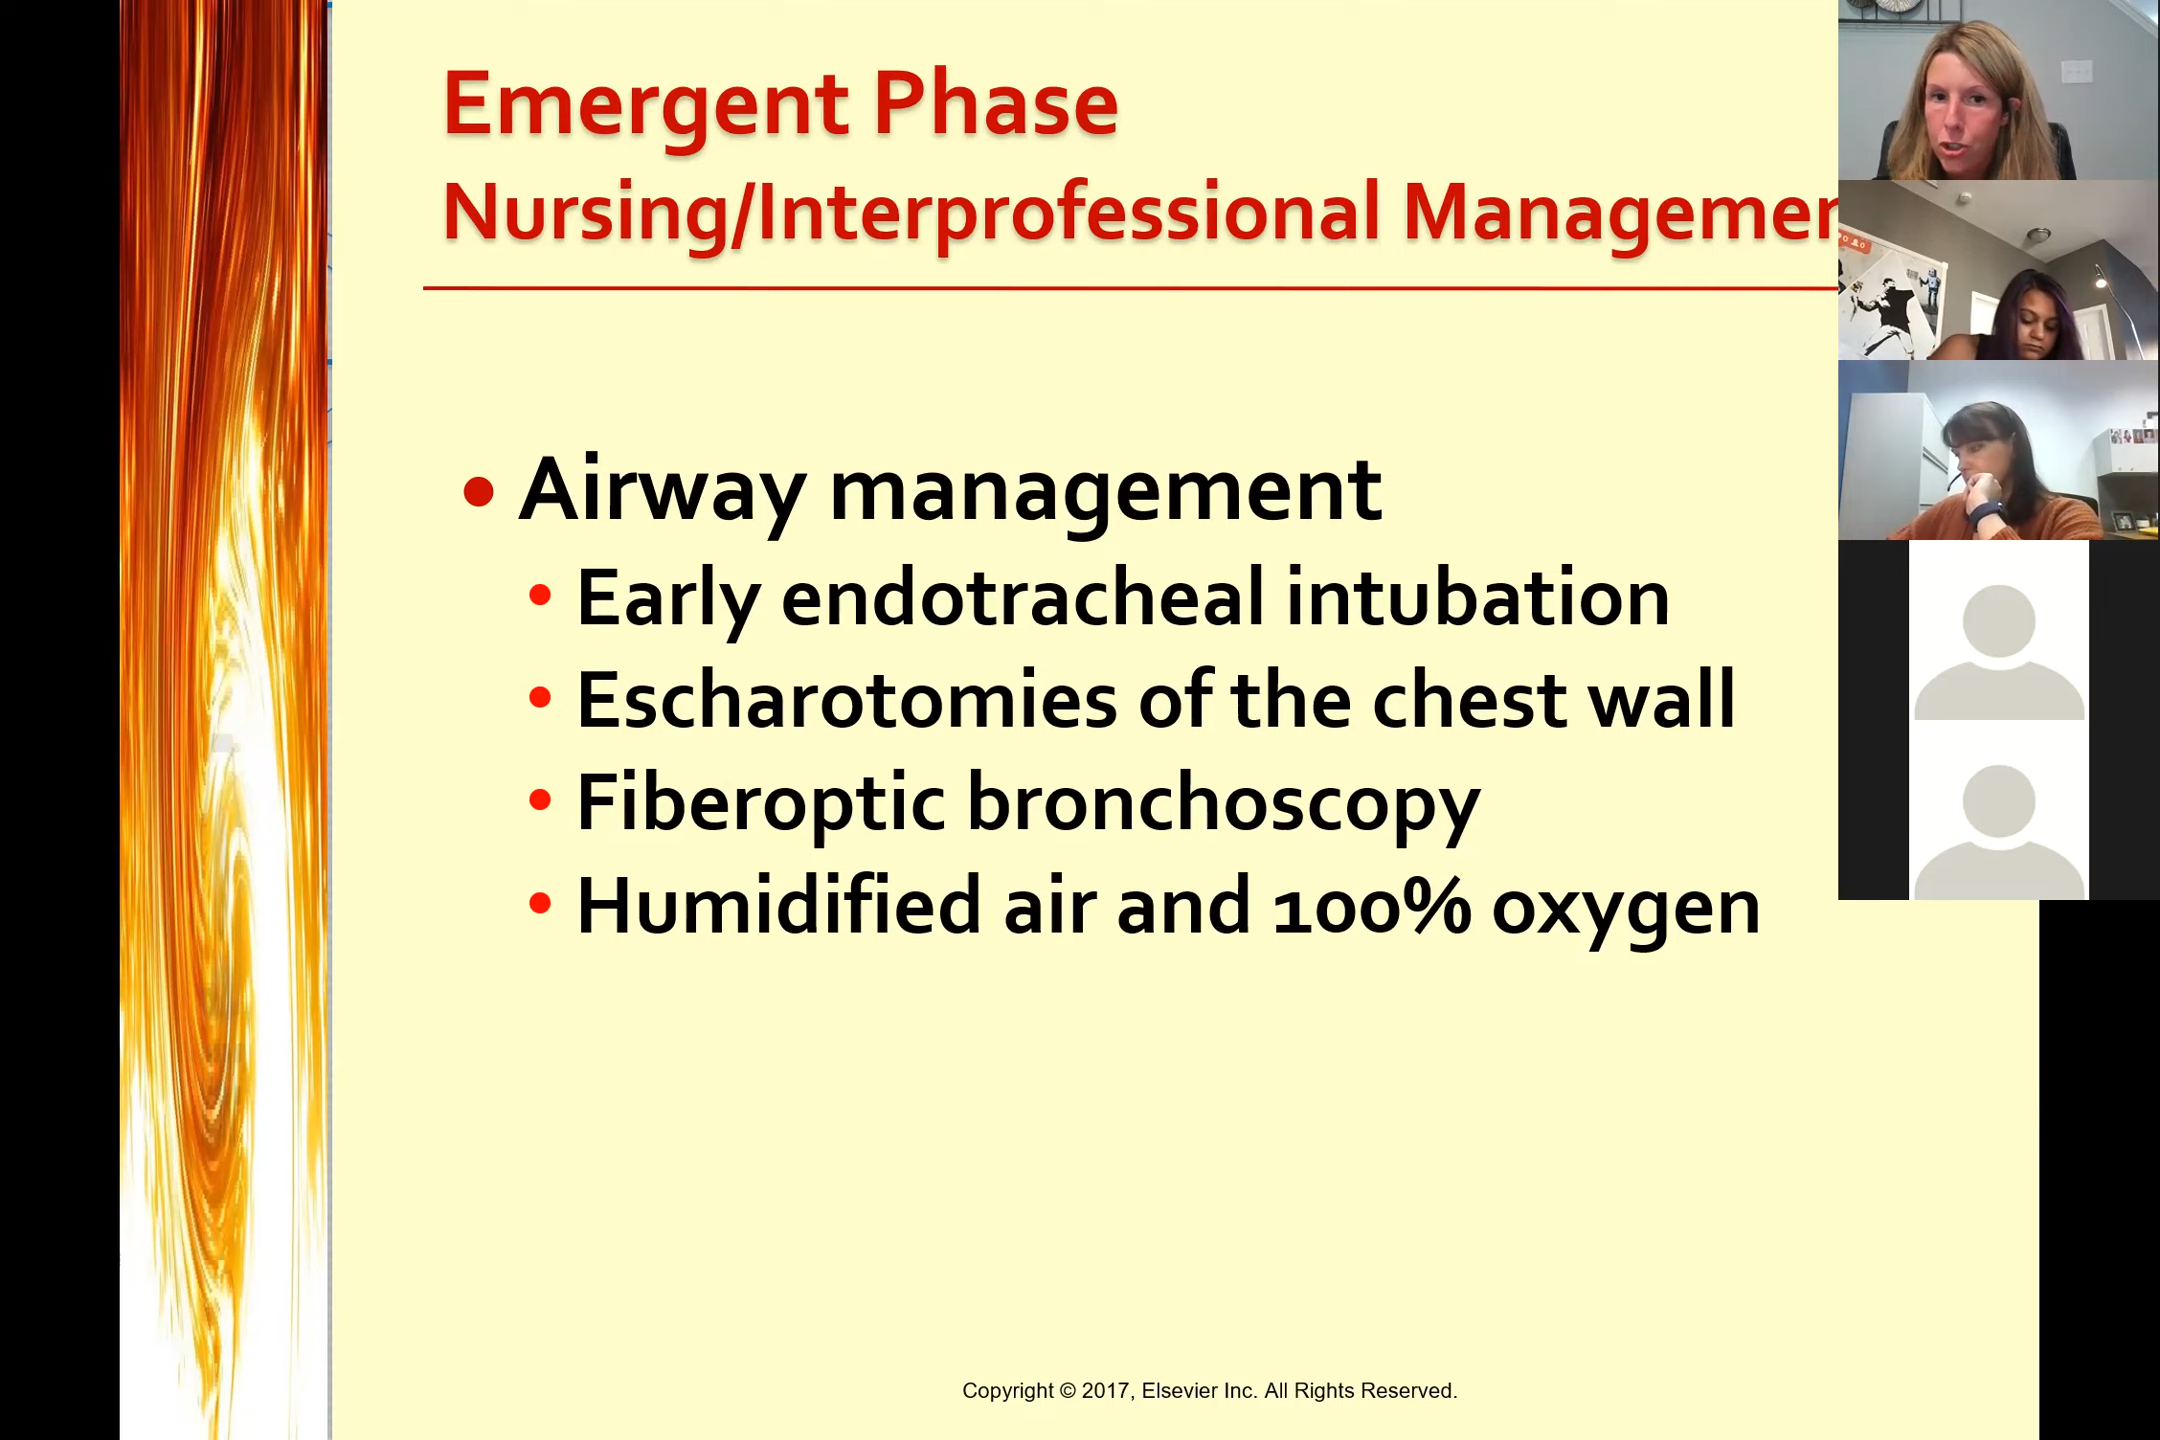 Emergent Phase
Nursing/Interprofessional Managemen
• Airway management
• Early endotracheal intubation
• Escharotomies of the chest wall
• Fiberoptic bronchoscopy
• Humidified air and 100% oxygen
Copyright © 2017, Elsevier Inc. All Rights Reserved.